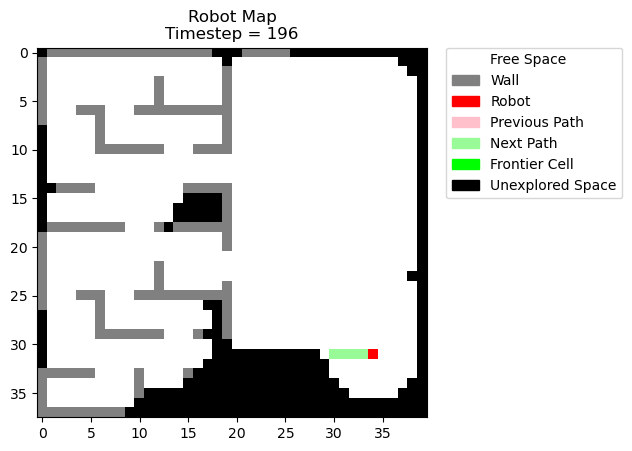 Robot Map
Timestep = 196
0
5
10
15
20
25
30
35
0
5
10
15
20
25
30
35
Free Space
Wall
Robot
Previous Path
Next Path
Frontier Cell
Unexplored Space